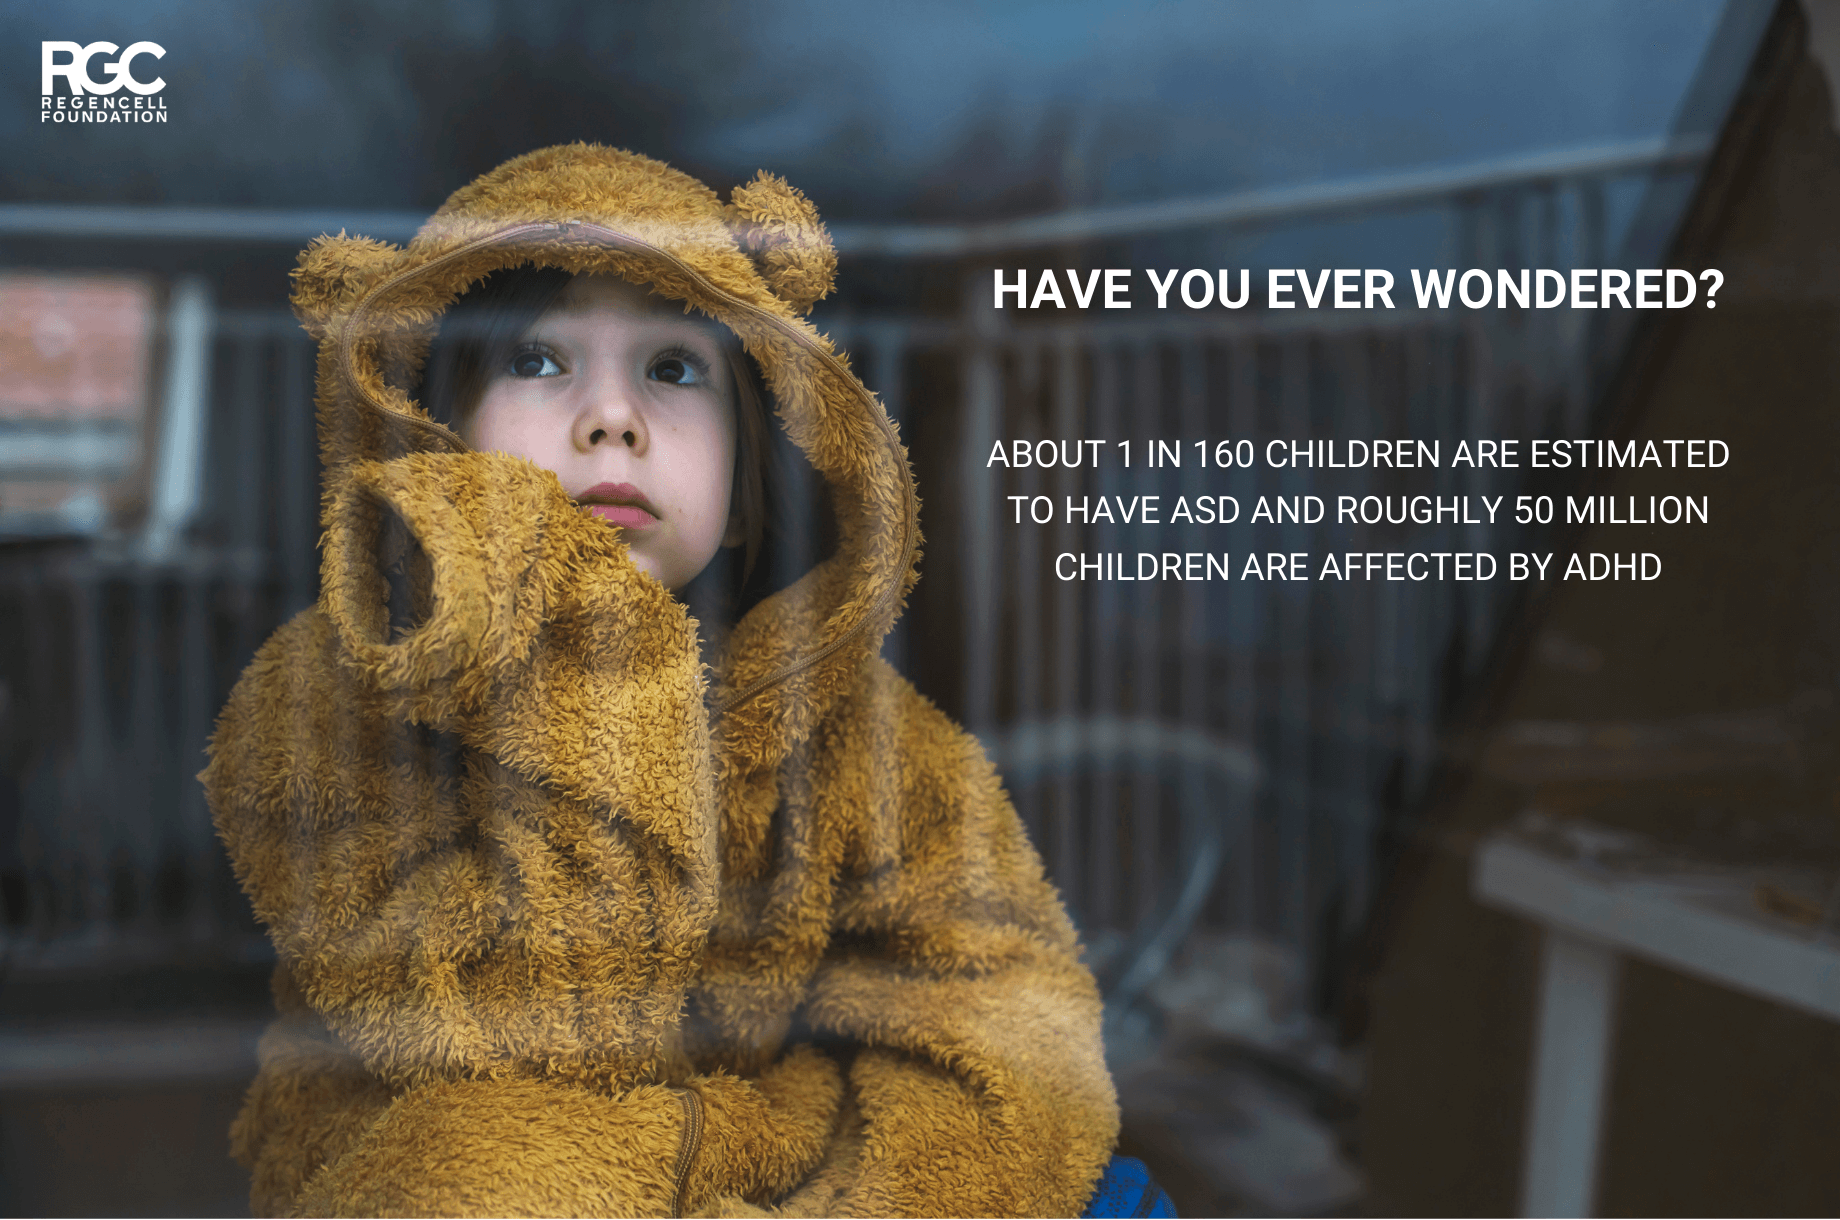 RGC
REGENCELL
FOUNDATION
HAVE YOU EVER WONDERED?
ABOUT 1 IN 160 CHILDREN ARE ESTIMATED
TO HAVE ASD AND ROUGHLY 50 MILLION
CHILDREN ARE AFFECTED BY ADHD